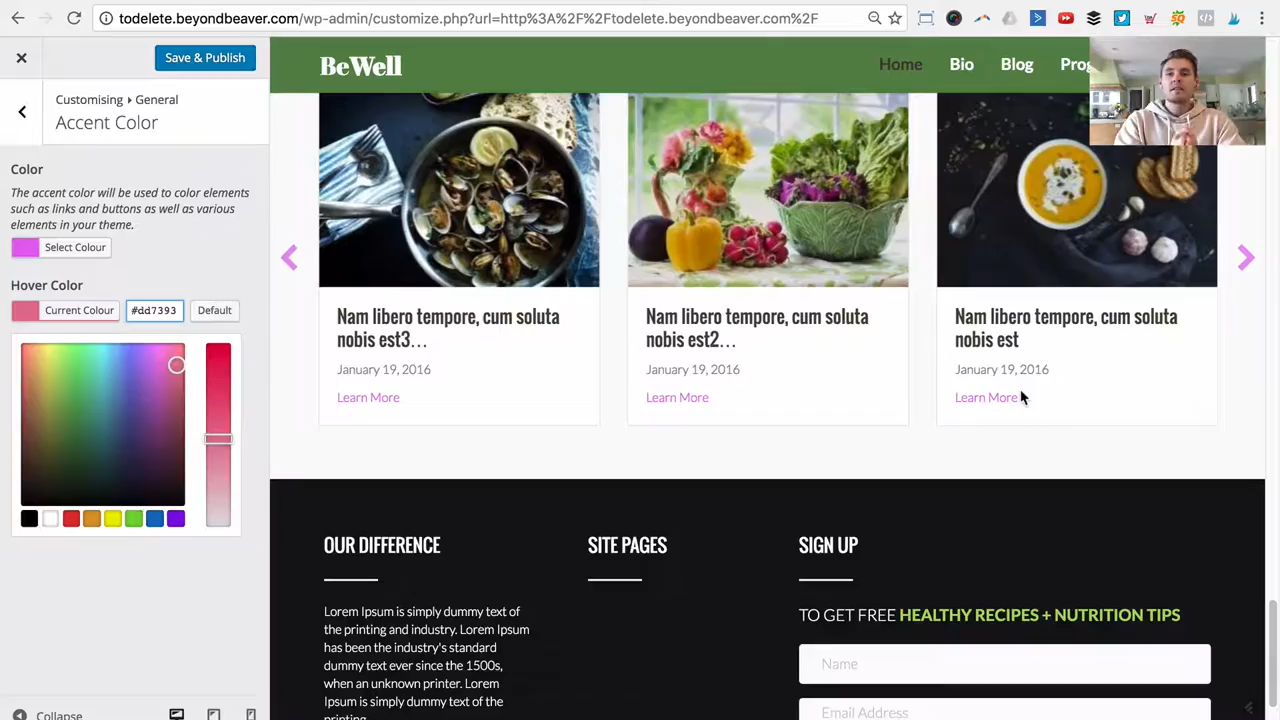 todelete.beyondbeaver.com/wp-admin/customize.php?url=http%3A%2F%2Ftodelete.beyondbeaver.com%2F
Save & Publish
Customising ▸ General
Accent Color
Color
The accent color will be used to color elements
such as links and buttons as well as various
elements in your theme.
Select Colour
Hover Color
Current Colour
#dd7393
Default
Collapse
BeWell
Home
Bio
Blog
Prog
Nam libero tempore, cum soluta
nobis est3...
January 19, 2016
Learn More
Nam libero tempore, cum soluta
nobis est2...
January 19, 2016
Learn More
Nam libero tempore, cum soluta
nobis est
January 19, 2016
Learn More
OUR DIFFERENCE
Lorem Ipsum is simply dummy text of
the printing and industry. Lorem Ipsum
has been the industry's standard
dummy text ever since the 1500s,
when an unknown printer. Lorem
Ipsum is simply dummy text of the
printing
SITE PAGES
SIGN UP
TO GET FREE HEALTHY RECIPES + NUTRITION TIPS
Name
Email Address